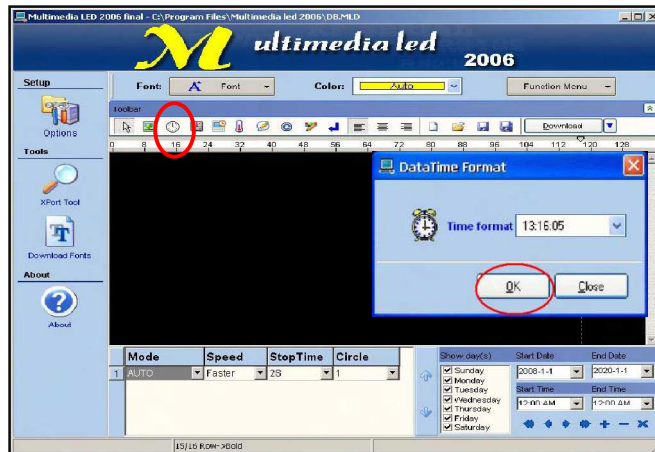 Multimedia LED 2006 final - C:\Program Files\Multimedia led 2006\DB.MLD
Multimedia led
2006
Setup
Font:
A Font
Color:
Auto
Function Menu
Toolbar
Options
Download
0 8 16 24 32 40 48 56 64 72 80 88 96 104 112 120 128
Tools
XPort Tool
Download Fonts
About
About
DataTime Format
Time format
13:16:05
OK
Close
Mode Speed StopTime Circle
1 AUTO Faster 2S 1
Show day(s)
Sunday
Monday
Tuesday
Wednesday
Thursday
Friday
Saturday
Start Date End Date
2008-1-1 2020-1-1
Start Time End Time
12:00 AM 12:00 AM
15/16 Row->Bold